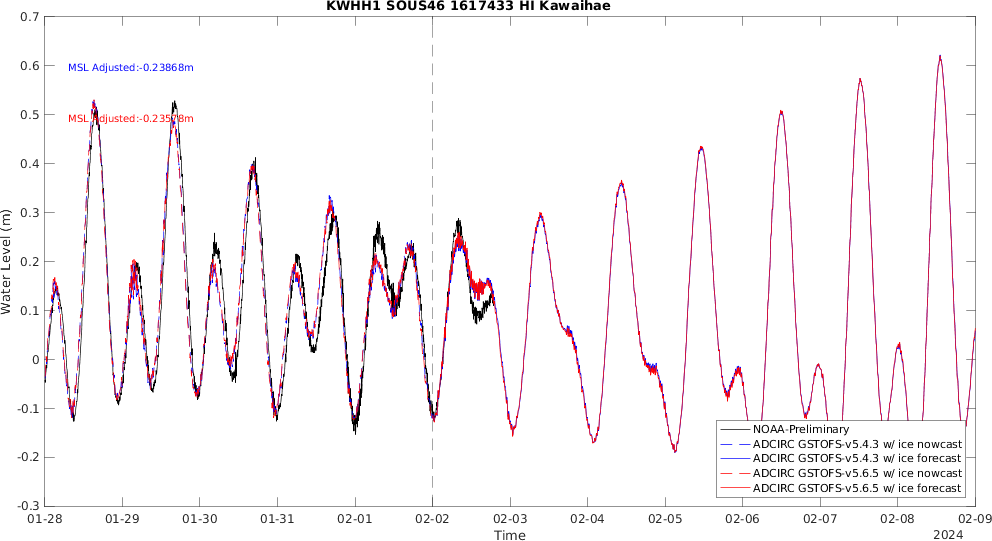 KWHH1 SOUS46 1617433 HI Kawaihae
0.7
0.6
0.5
0.4
0.3
0.2
0.1
0
-0.1
-0.2
-0.3
Water Level (m)
MSL Adjusted:-0.23868m
MSL Adjusted:-0.23578m
NOAA-Preliminary
ADCIRC GSTOFS-v5.4.3 w/ ice nowcast
ADCIRC GSTOFS-v5.4.3 w/ ice forecast
ADCIRC GSTOFS-v5.6.5 w/ ice nowcast
ADCIRC GSTOFS-v5.6.5 w/ ice forecast
01-28 01-29 01-30 01-31 02-01 02-02 02-03 02-04 02-05 02-06 02-07 02-08 02-09
Time
2024